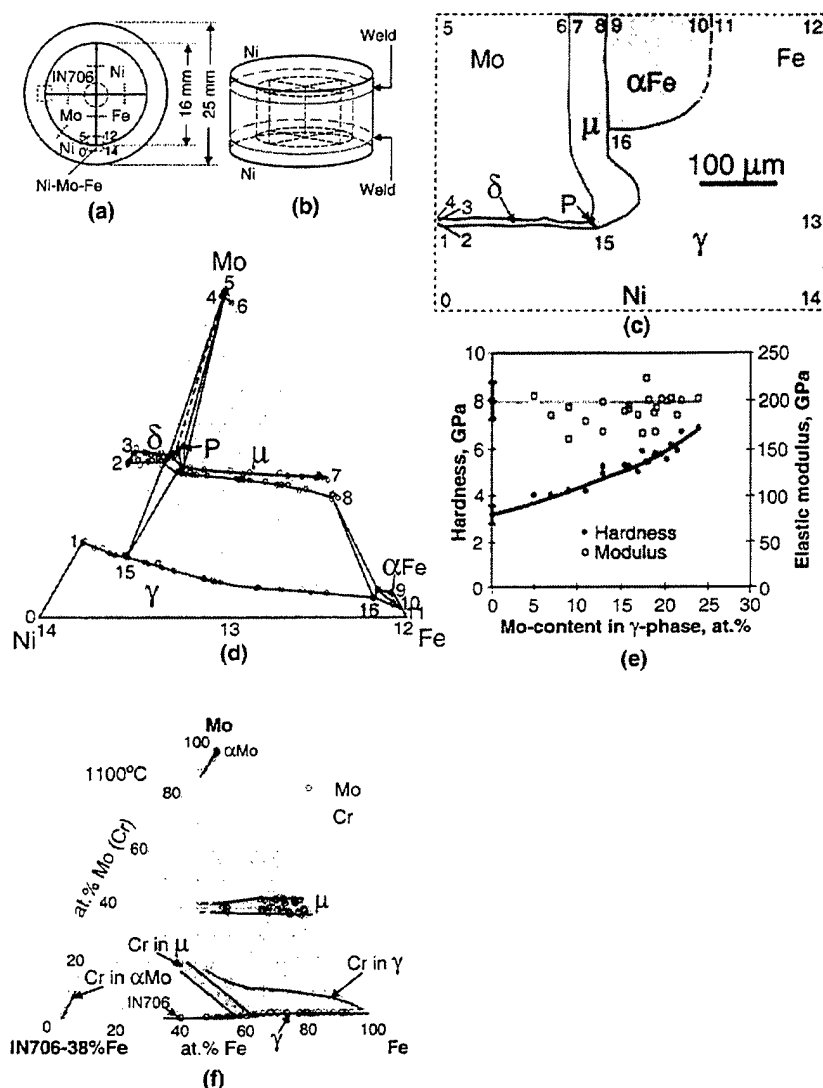 IN706
Ni
Mo
Fe
5
12
0
14
Ni
Ni-Mo-Fe
16 mm
25 mm
(a)
Ni
Weld
Ni
Weld
(b)
5
6
7
8
9
10
11
12
Mo
Fe
αFe
μ
16
100 μm
δ
4
3
P
1
2
15
γ
13
0
Ni
14
(c)
Mo
4
5
6
3
δ
P
2
μ
7
8
1
15
γ
αFe
9
16
10
11
0
Ni
14
13
12
Fe
(d)
Hardness, GPa
10
8
6
4
2
0
Elastic modulus, GPa
250
200
150
100
50
0
Hardness
Modulus
0 5 10 15 20 25 30
Mo-content in γ-phase, at.%
(e)
Mo
100
αMo
1100°C
80
Mo
Cr
at.% Mo (Cr)
60
40
μ
Cr in μ
20
Cr in αMo
Cr in γ
IN706
γ
0 20 40 60 80 100
IN706-38%Fe at.% Fe Fe
(f)